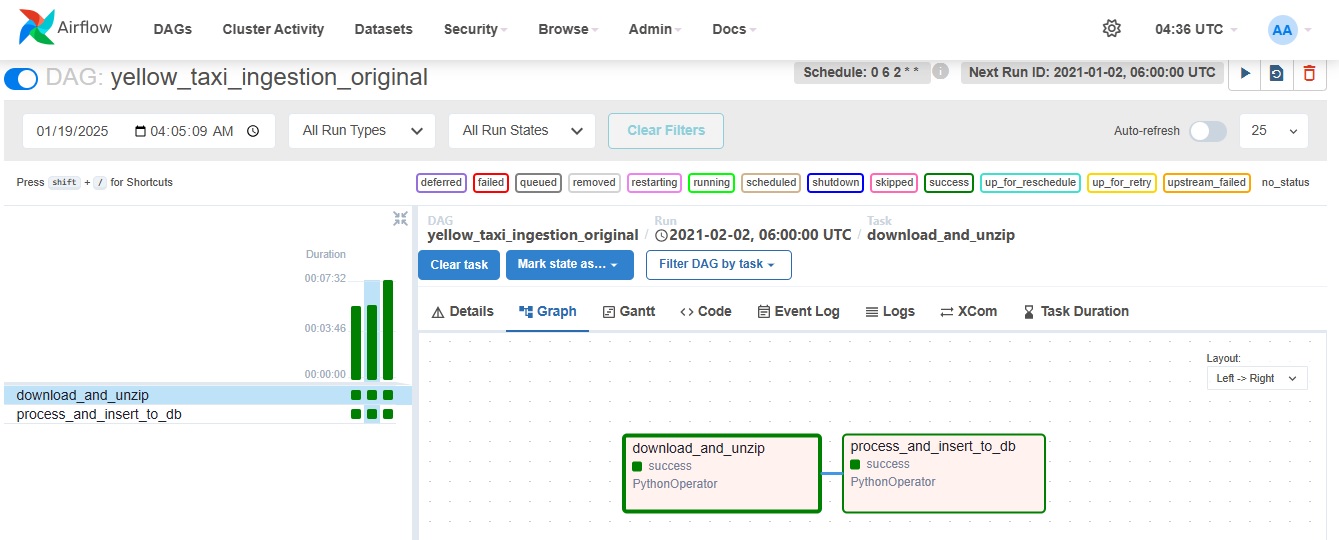 Airflow DAGs Cluster Activity Datasets Security Browse Admin Docs 04:36 UTC AA
DAG: yellow_taxi_ingestion_original Schedule: 0 6 2 * * i Next Run ID: 2021-01-02, 06:00:00 UTC
01/19/2025 04:05:09 AM All Run Types All Run States Clear Filters Auto-refresh 25
Press shift + / for Shortcuts deferred failed queued removed restarting running scheduled shutdown skipped success up_for_reschedule up_for_retry upstream_failed no_status
DAG Run Task
yellow_taxi_ingestion_original / 2021-02-02, 06:00:00 UTC / download_and_unzip
Clear task Mark state as... Filter DAG by task
Details Graph Gantt Code Event Log Logs XCom Task Duration
Duration
00:07:32
00:03:46
00:00:00
download_and_unzip
process_and_insert_to_db
Layout:
Left -> Right
download_and_unzip
success
PythonOperator
process_and_insert_to_db
success
PythonOperator